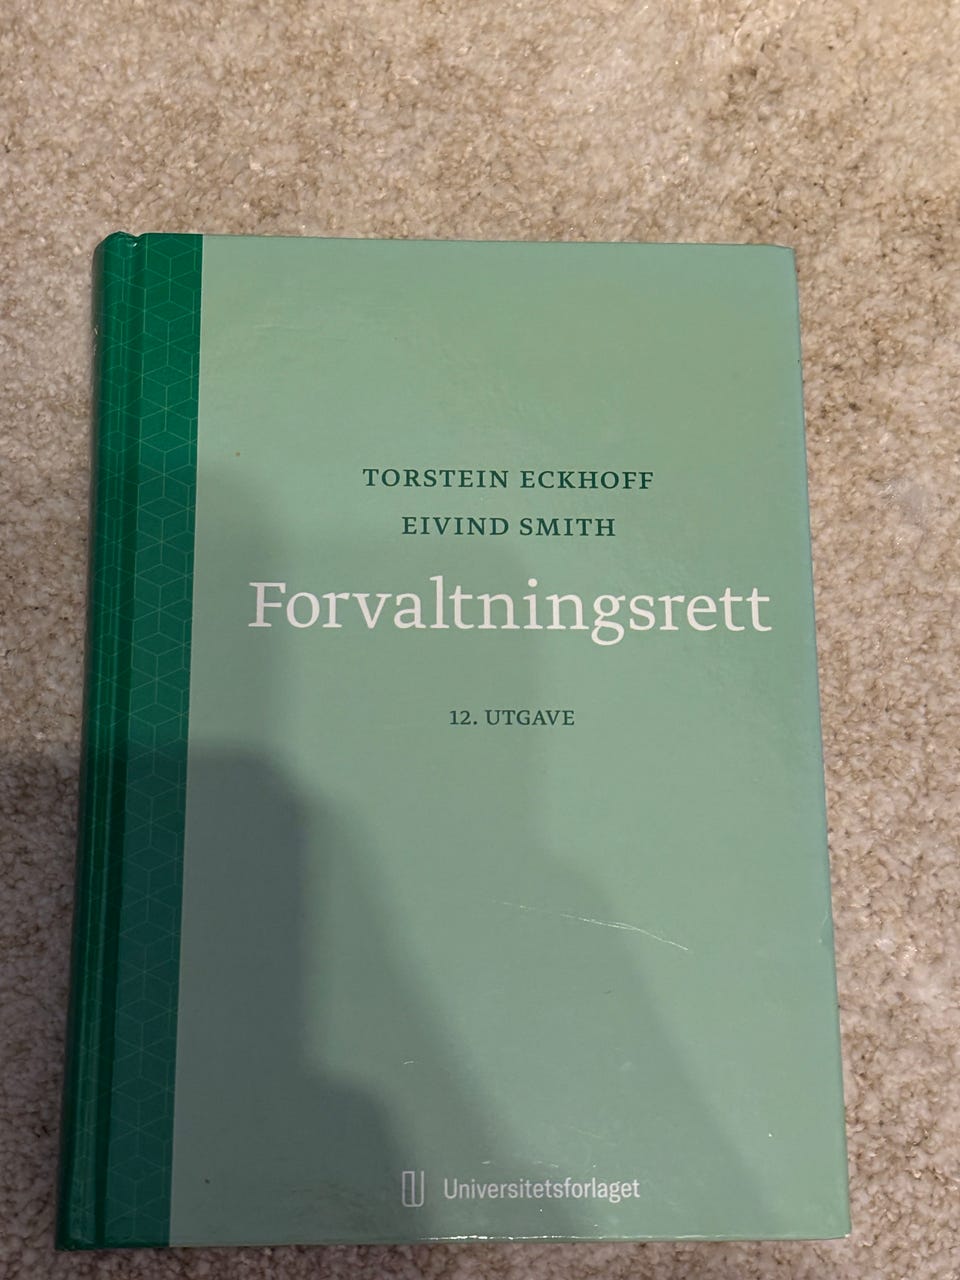 TORSTEIN ECKHOFF
EIVIND SMITH
Forvaltningsrett
12. UTGAVE
Universitetsforlaget